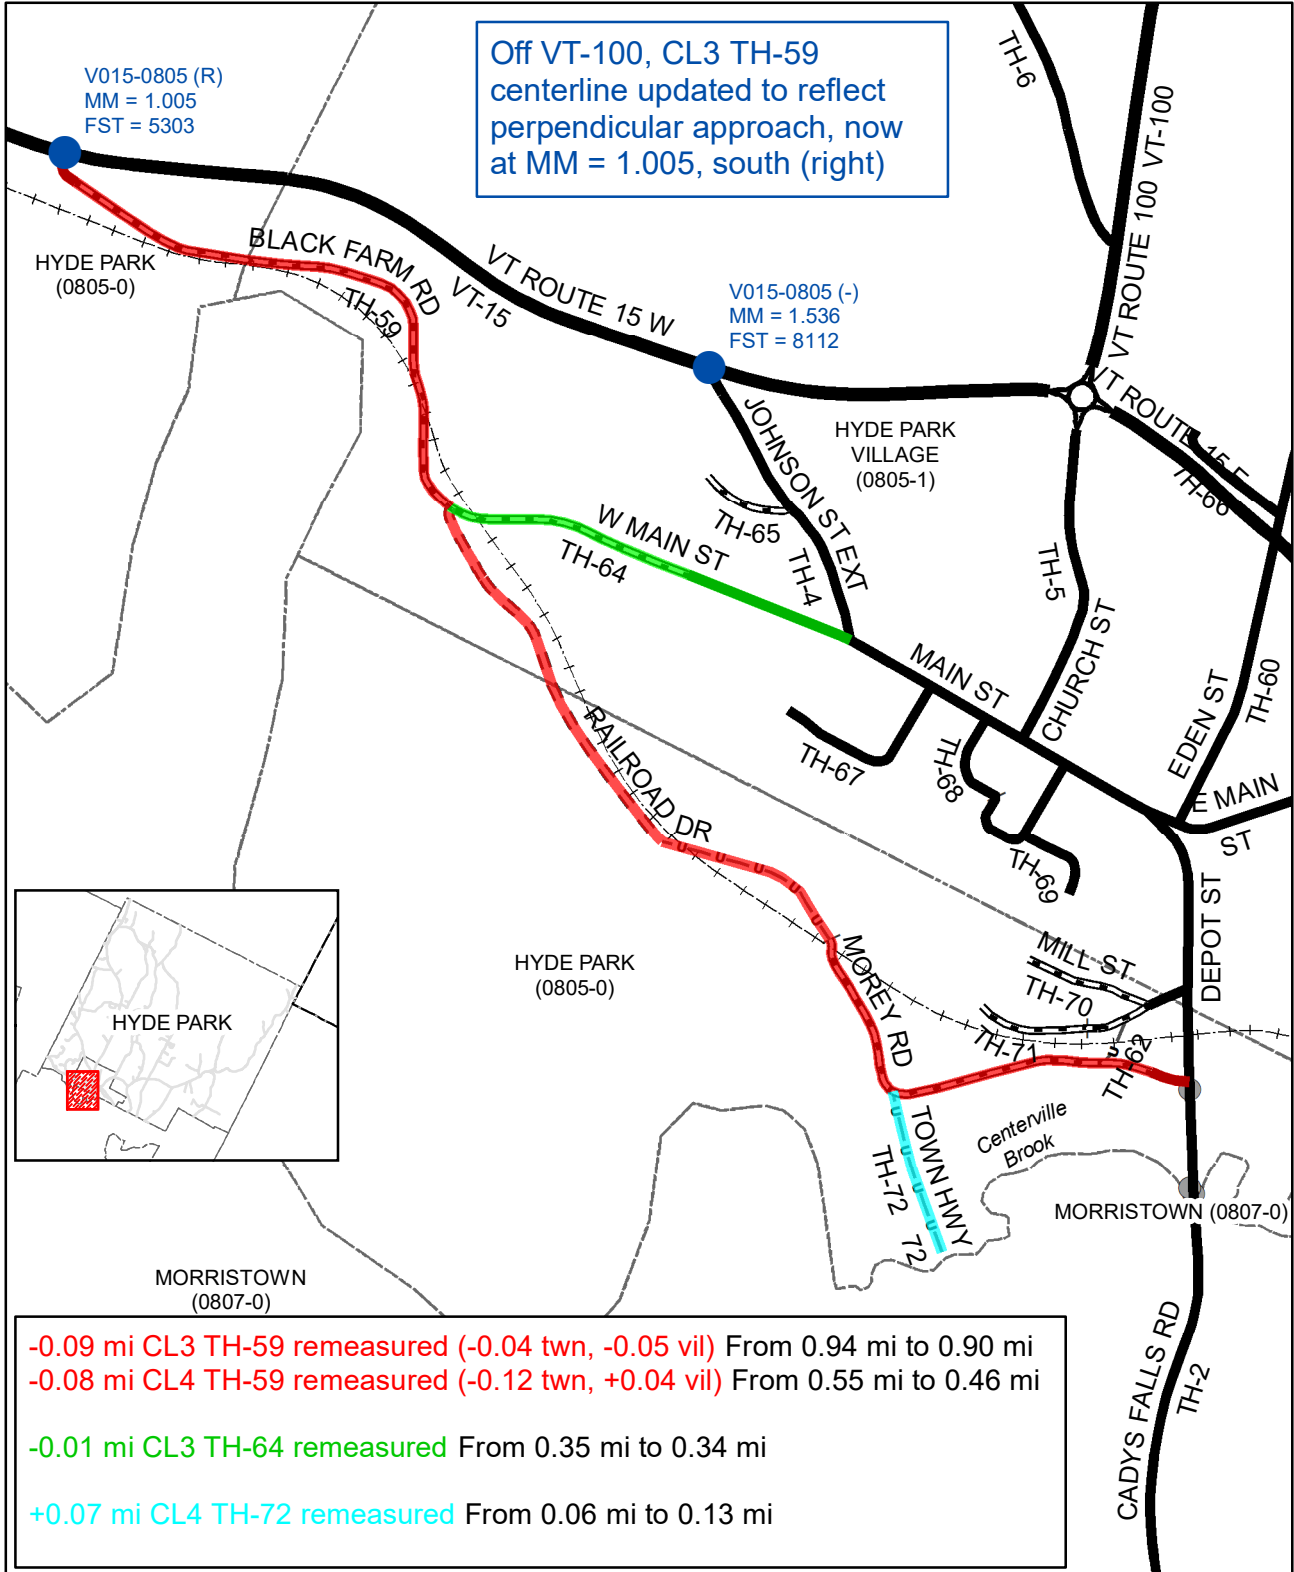 Off VT-100, CL3 TH-59
centerline updated to reflect
perpendicular approach, now
at MM = 1.005, south (right)
V015-0805 (R)
MM = 1.005
FST = 5303
TH-6
VT ROUTE 100 VT-100
HYDE PARK
(0805-0)
BLACK FARM RD
TH-59
VT ROUTE 15 W
VT-15
V015-0805 (-)
MM = 1.536
FST = 8112
VT ROUTE 15 E
TH-66
HYDE PARK
VILLAGE
(0805-1)
JOHNSON ST EXT
TH-4
TH-65
W MAIN ST
TH-64
TH-5
CHURCH ST
MAIN ST
EDEN ST
TH-60
E MAIN
ST
TH-67
TH-68
TH-69
RAILROAD DR
DEPOT ST
MILL ST
TH-70
TH-71
TH-62
MOREY RD
HYDE PARK
(0805-0)
HYDE PARK
TOWN HWY
72
TH-72
Centerville
Brook
MORRISTOWN (0807-0)
MORRISTOWN
(0807-0)
CADYS FALLS RD
TH-2
-0.09 mi CL3 TH-59 remeasured (-0.04 twn, -0.05 vil) From 0.94 mi to 0.90 mi
-0.08 mi CL4 TH-59 remeasured (-0.12 twn, +0.04 vil) From 0.55 mi to 0.46 mi
-0.01 mi CL3 TH-64 remeasured From 0.35 mi to 0.34 mi
+0.07 mi CL4 TH-72 remeasured From 0.06 mi to 0.13 mi